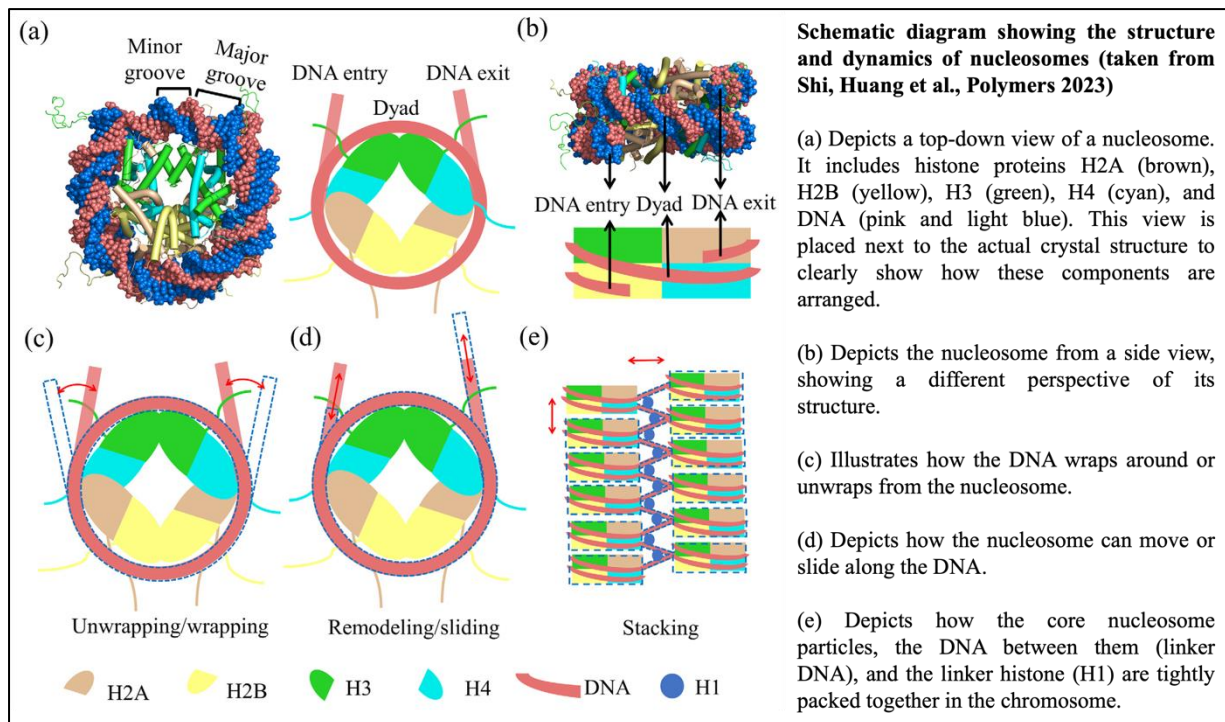 (a)
Minor
groove
Major
groove
DNA entry
DNA exit
Dyad
(b)
DNA entry
Dyad
DNA exit
(c)
Unwrapping/wrapping
(d)
Remodeling/sliding
(e)
Stacking
H2A
H2B
H3
H4
DNA
H1
Schematic diagram showing the structure
and dynamics of nucleosomes (taken from
Shi, Huang et al., Polymers 2023)
(a) Depicts a top-down view of a nucleosome.
It includes histone proteins H2A (brown),
H2B (yellow), H3 (green), H4 (cyan), and
DNA (pink and light blue). This view is
placed next to the actual crystal structure to
clearly show how these components are
arranged.
(b) Depicts the nucleosome from a side view,
showing a different perspective of its
structure.
(c) Illustrates how the DNA wraps around or
unwraps from the nucleosome.
(d) Depicts how the nucleosome can move or
slide along the DNA.
(e) Depicts how the core nucleosome
particles, the DNA between them (linker
DNA), and the linker histone (H1) are tightly
packed together in the chromosome.